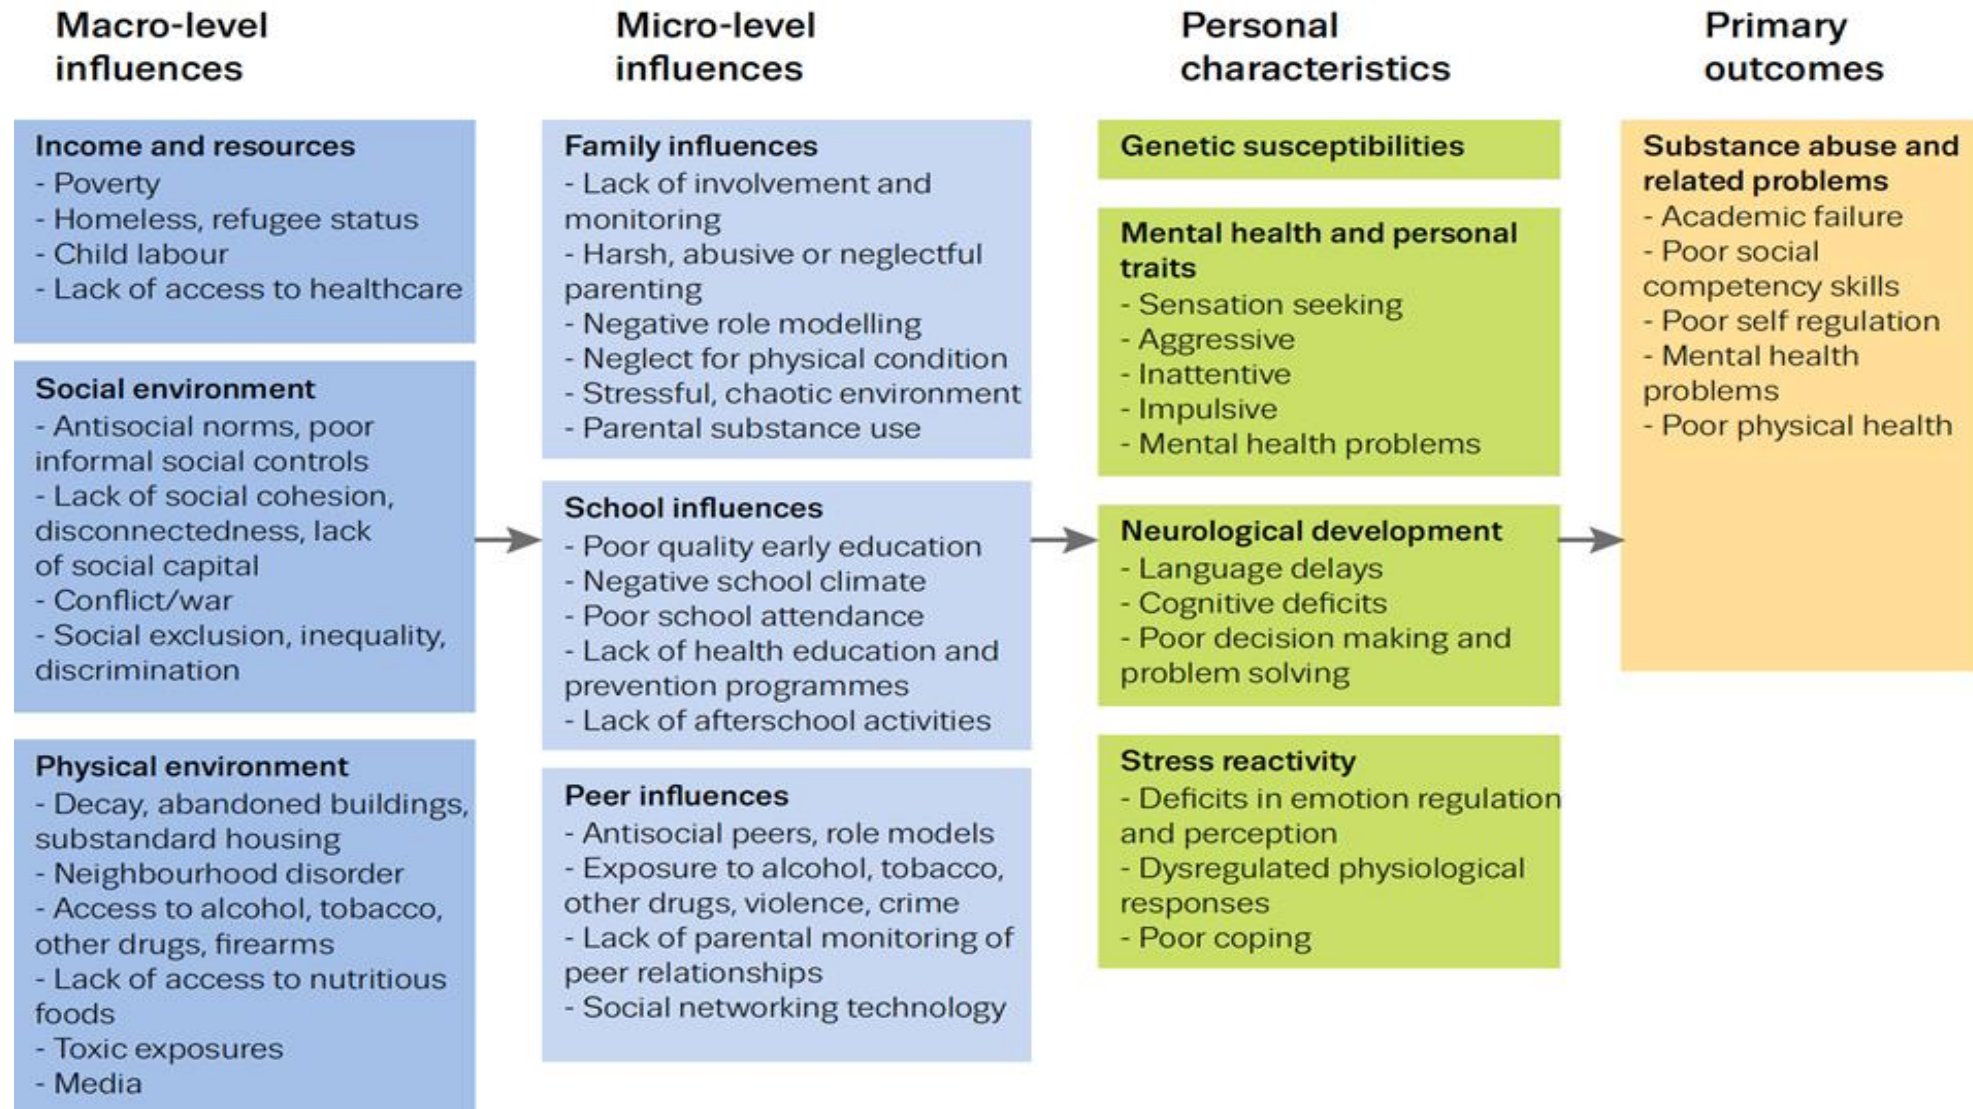 Macro-level
influences
Income and resources
- Poverty
- Homeless, refugee status
- Child labour
- Lack of access to healthcare
Social environment
- Antisocial norms, poor
informal social controls
- Lack of social cohesion,
disconnectedness, lack
of social capital
- Conflict/war
- Social exclusion, inequality,
discrimination
Physical environment
- Decay, abandoned buildings,
substandard housing
- Neighbourhood disorder
- Access to alcohol, tobacco,
other drugs, firearms
- Lack of access to nutritious
foods
- Toxic exposures
- Media
Micro-level
influences
Family influences
- Lack of involvement and
monitoring
- Harsh, abusive or neglectful
parenting
- Negative role modelling
- Neglect for physical condition
- Stressful, chaotic environment
- Parental substance use
School influences
- Poor quality early education
- Negative school climate
- Poor school attendance
- Lack of health education and
prevention programmes
- Lack of afterschool activities
Peer influences
- Antisocial peers, role models
- Exposure to alcohol, tobacco,
other drugs, violence, crime
- Lack of parental monitoring of
peer relationships
- Social networking technology
Personal
characteristics
Genetic susceptibilities
Mental health and personal
traits
- Sensation seeking
- Aggressive
- Inattentive
- Impulsive
- Mental health problems
Neurological development
- Language delays
- Cognitive deficits
- Poor decision making and
problem solving
Stress reactivity
- Deficits in emotion regulation
and perception
- Dysregulated physiological
responses
- Poor coping
Primary
outcomes
Substance abuse and
related problems
- Academic failure
- Poor social
competency skills
- Poor self regulation
- Mental health
problems
- Poor physical health